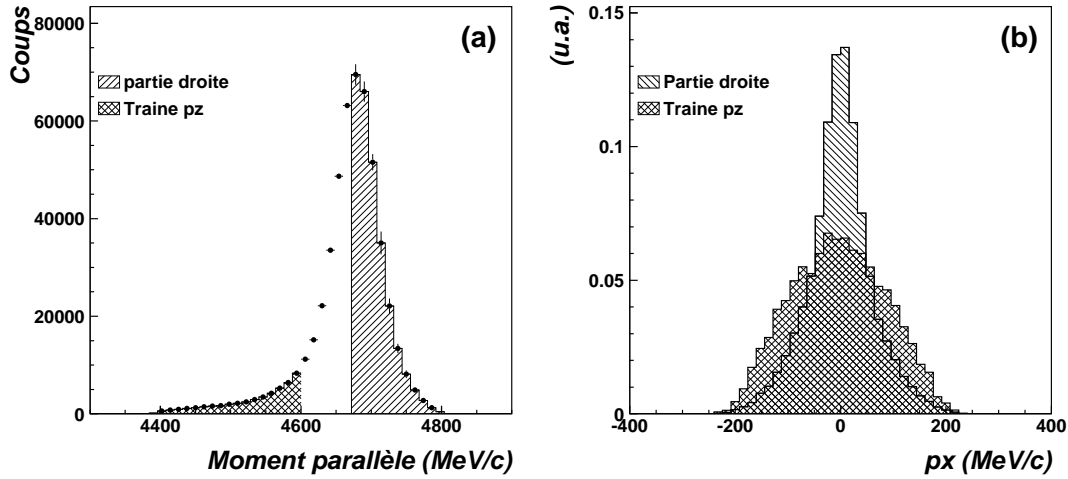 Coups
80000
60000
40000
20000
0
(a)
partie droite
Traine pz
4400
4600
4800
Moment parallèle (MeV/c)
(u.a.)
0.15
0.1
0.05
0
(b)
Partie droite
Traine pz
-400
-200
0
200
400
px (MeV/c)